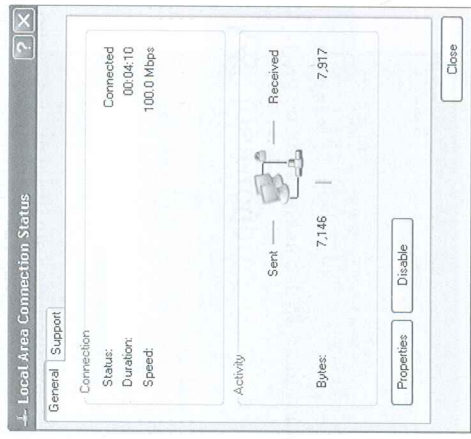 Local Area Connection Status
General Support
Connection
Status: Connected
Duration: 00:04:10
Speed: 100.0 Mbps
Activity
Sent Received
Bytes: 7,146 7,917
Properties Disable
Close